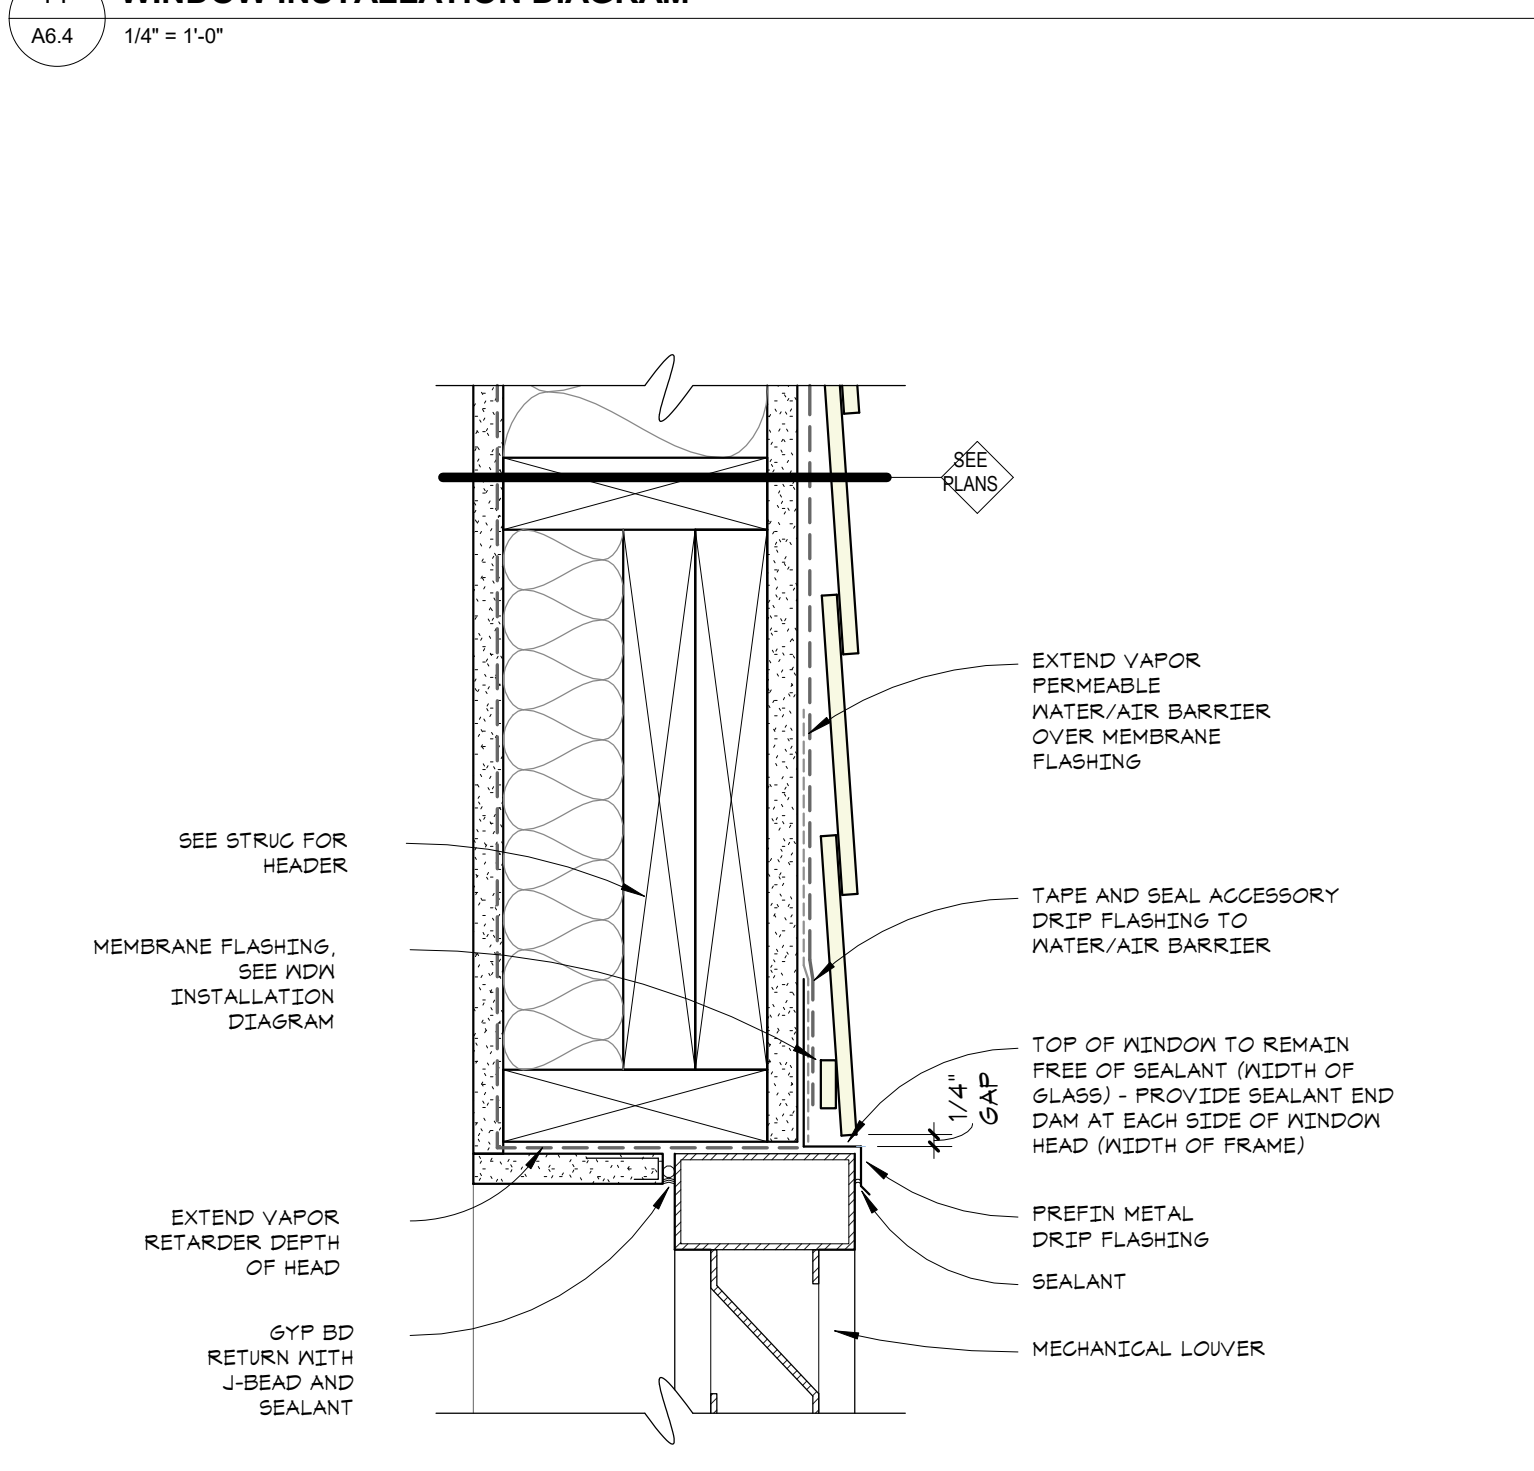 WINDOW INSTALLATION DIAGRAM
A6.4
1/4" = 1'-0"
SEE
PLANS
EXTEND VAPOR
PERMEABLE
WATER/AIR BARRIER
OVER MEMBRANE
FLASHING
SEE STRUC FOR
HEADER
TAPE AND SEAL ACCESSORY
DRIP FLASHING TO
WATER/AIR BARRIER
MEMBRANE FLASHING,
SEE WDW
INSTALLATION
DIAGRAM
TOP OF WINDOW TO REMAIN
FREE OF SEALANT (WIDTH OF
GLASS) - PROVIDE SEALANT END
DAM AT EACH SIDE OF WINDOW
HEAD (WIDTH OF FRAME)
1/4"
GAP
EXTEND VAPOR
RETARDER DEPTH
OF HEAD
PREFIN METAL
DRIP FLASHING
SEALANT
GYP BD
RETURN WITH
J-BEAD AND
SEALANT
MECHANICAL LOUVER